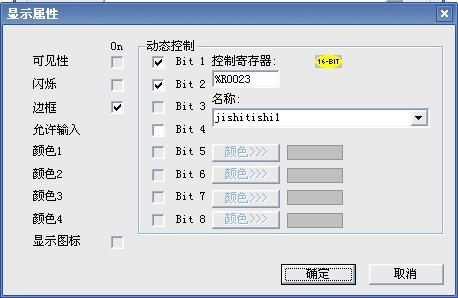 显示属性
On
动态控制
可见性 Bit 1 控制寄存器: 16-BIT
闪烁 Bit 2 %R0023
边框 Bit 3 名称:
允许输入 Bit 4 jishitishi1
颜色1 Bit 5 颜色>>>
颜色2 Bit 6 颜色>>>
颜色3 Bit 7 颜色>>>
颜色4 Bit 8 颜色>>>
显示图标
确定 取消